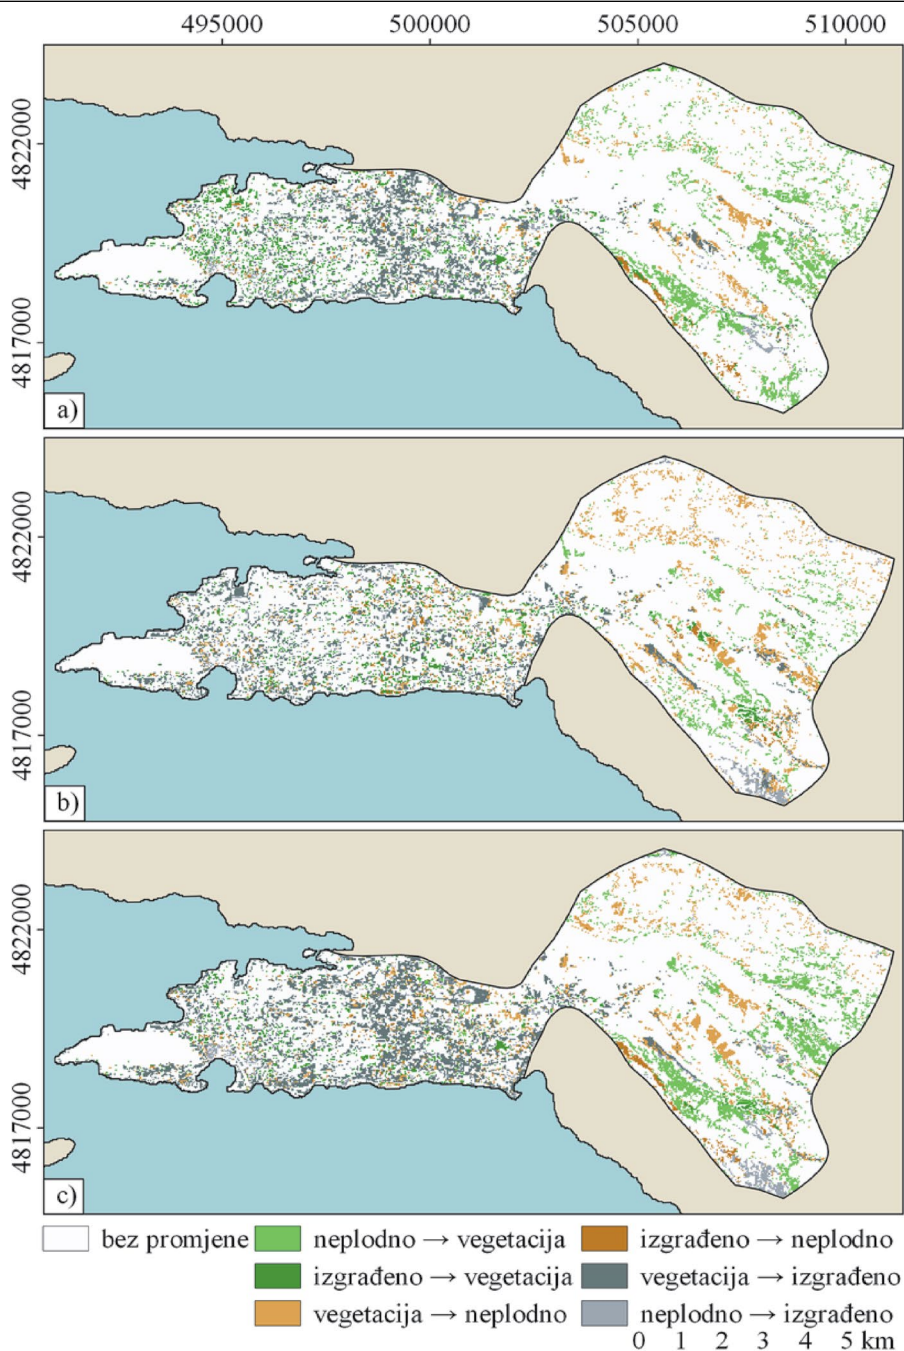 495000 500000 505000 510000
4822000
4817000
a)
4822000
4817000
b)
4822000
4817000
c)
bez promjene neplodno → vegetacija izgrađeno → neplodno
izgrađeno → vegetacija vegetacija → izgrađeno
vegetacija → neplodno neplodno → izgrađeno
0 1 2 3 4 5 km